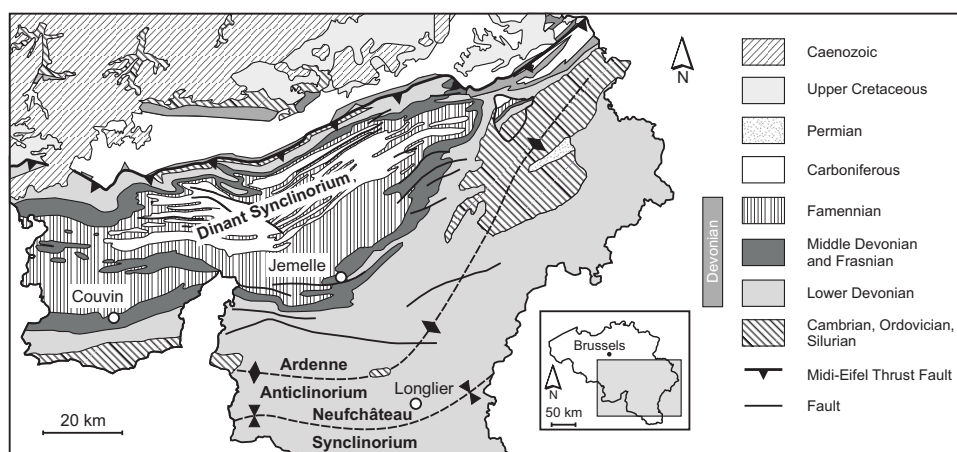 Dinant Synclinorium
Jemelle
Couvin
Ardenne
Anticlinorium
Longlier
Neufchâteau
Synclinorium
20 km
N
Brussels
N
50 km
Caenozoic
Upper Cretaceous
Permian
Carboniferous
Devonian
Famennian
Middle Devonian
and Frasnian
Lower Devonian
Cambrian, Ordovician,
Silurian
Midi-Eifel Thrust Fault
Fault